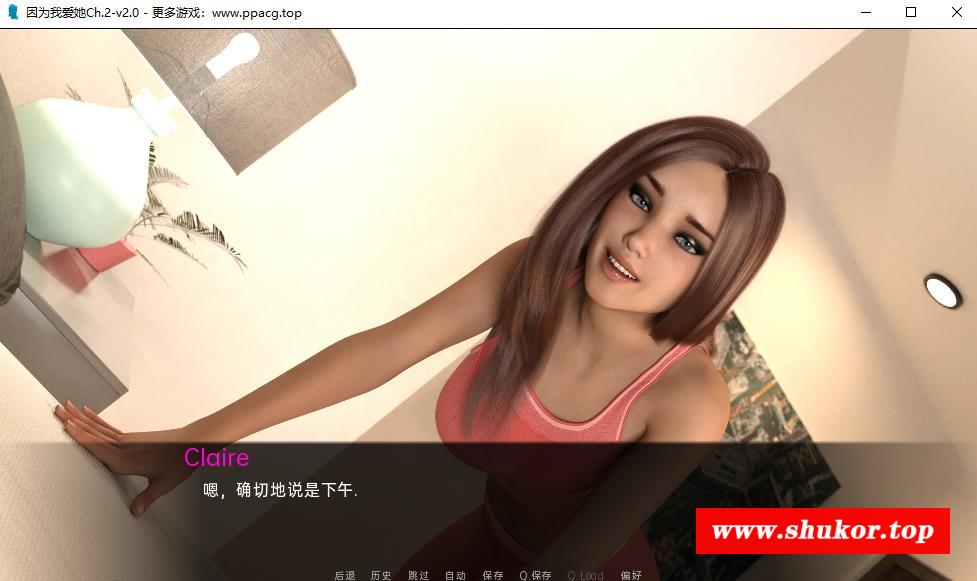 因为我爱她Ch.2-v2.0 - 更多游戏：www.ppacg.top
Claire
嗯，确切地说是下午.
www.shukor.top
后退 历史 跳过 自动 保存 Q.保存 Q.Load 偏好